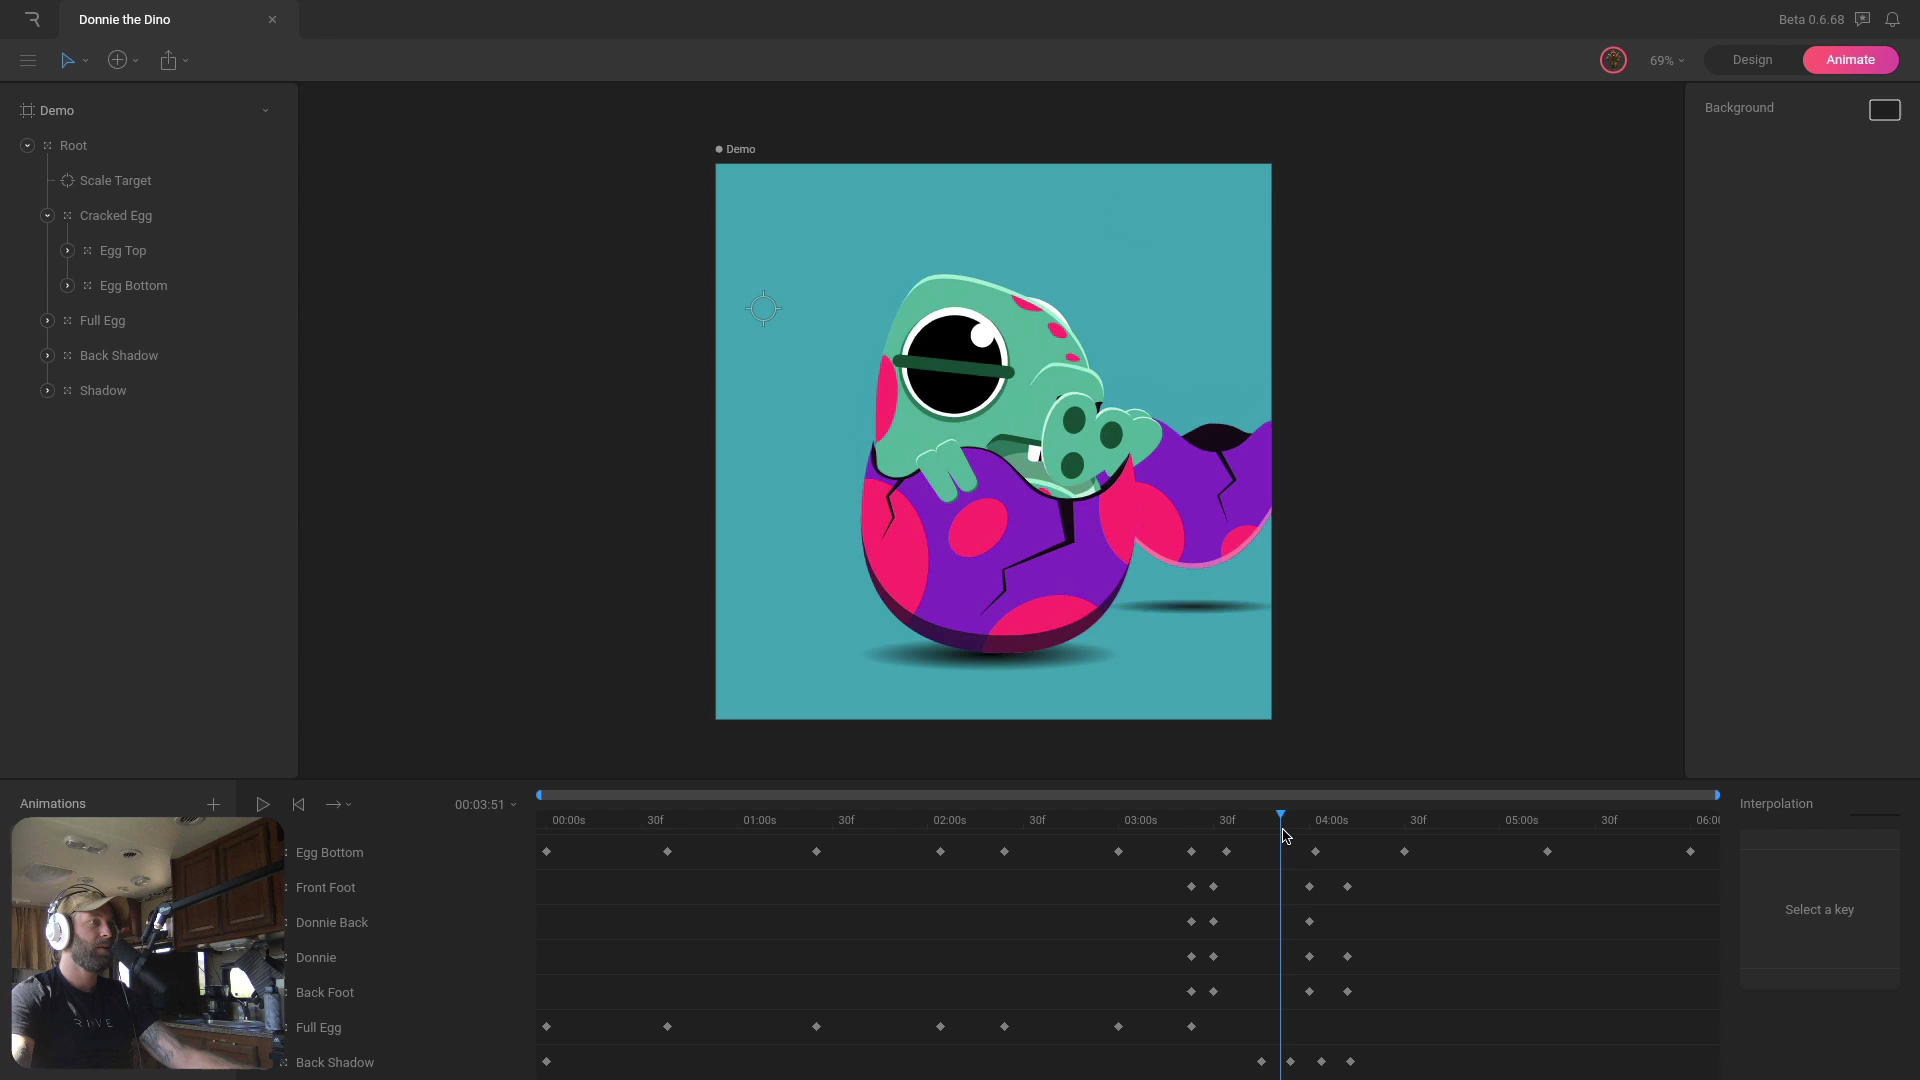 Donnie the Dino
Beta 0.6.68
69%
Design
Animate
Demo
Root
Scale Target
Cracked Egg
Egg Top
Egg Bottom
Full Egg
Back Shadow
Shadow
Demo
Background
Animations
00:03:51
00:00s
30f
01:00s
30f
02:00s
30f
03:00s
30f
04:00s
30f
05:00s
30f
06:00
Interpolation
Select a key
Egg Bottom
Front Foot
Donnie Back
Donnie
Back Foot
Full Egg
Back Shadow